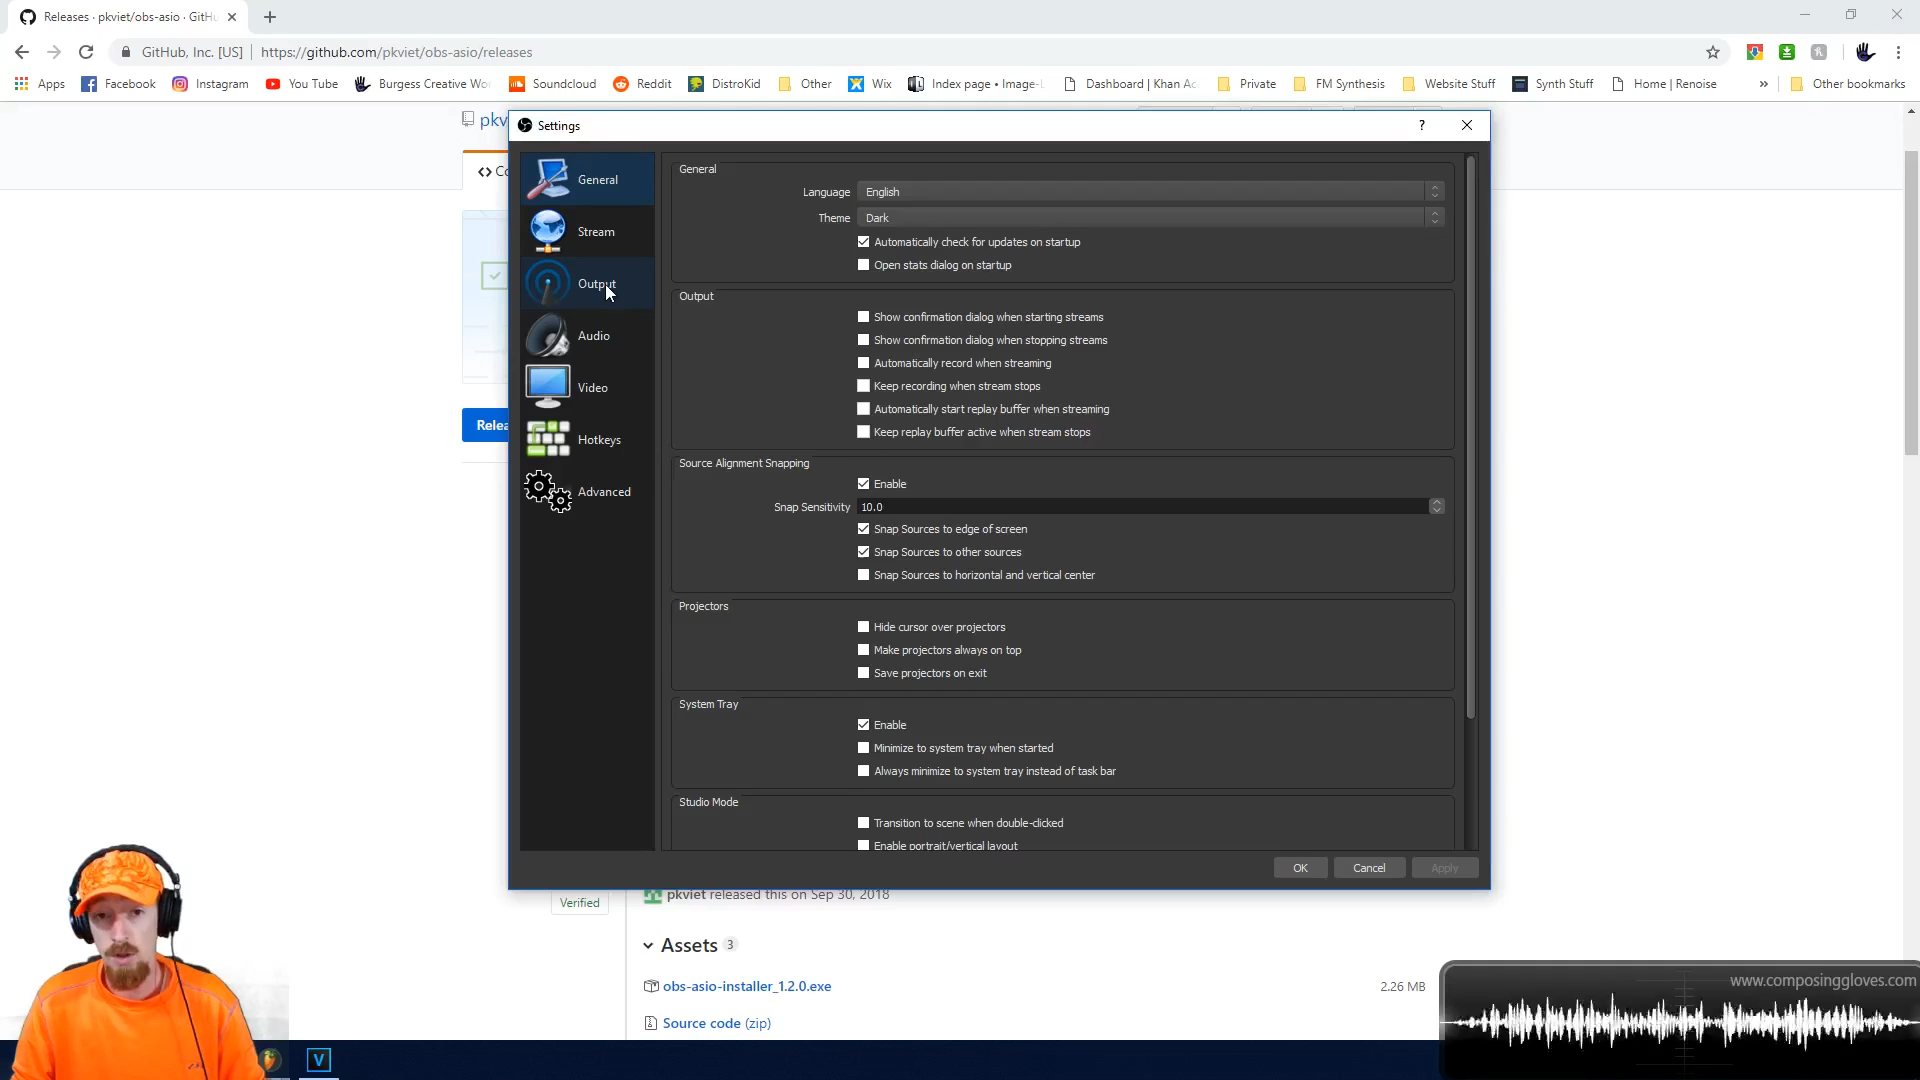 Releases · pkviet/obs-asio · GitHu
GitHub, Inc. [US] https://github.com/pkviet/obs-asio/releases
Apps Facebook Instagram You Tube Burgess Creative Wo Soundcloud Reddit DistroKid Other Wix Index page • Image-L Dashboard | Khan Ac Private FM Synthesis Website Stuff Synth Stuff Home | Renoise » Other bookmarks
pkv
<> Co
Relea
Settings
?
General
Stream
Output
Audio
Video
Hotkeys
Advanced
General
Language English
Theme Dark
Automatically check for updates on startup
Open stats dialog on startup
Output
Show confirmation dialog when starting streams
Show confirmation dialog when stopping streams
Automatically record when streaming
Keep recording when stream stops
Automatically start replay buffer when streaming
Keep replay buffer active when stream stops
Source Alignment Snapping
Enable
Snap Sensitivity 10.0
Snap Sources to edge of screen
Snap Sources to other sources
Snap Sources to horizontal and vertical center
Projectors
Hide cursor over projectors
Make projectors always on top
Save projectors on exit
System Tray
Enable
Minimize to system tray when started
Always minimize to system tray instead of task bar
Studio Mode
Transition to scene when double-clicked
Enable portrait/vertical layout
OK Cancel Apply
Verified
pkviet released this on Sep 30, 2018
Assets 3
obs-asio-installer_1.2.0.exe 2.26 MB
Source code (zip)
www.composinggloves.com
V